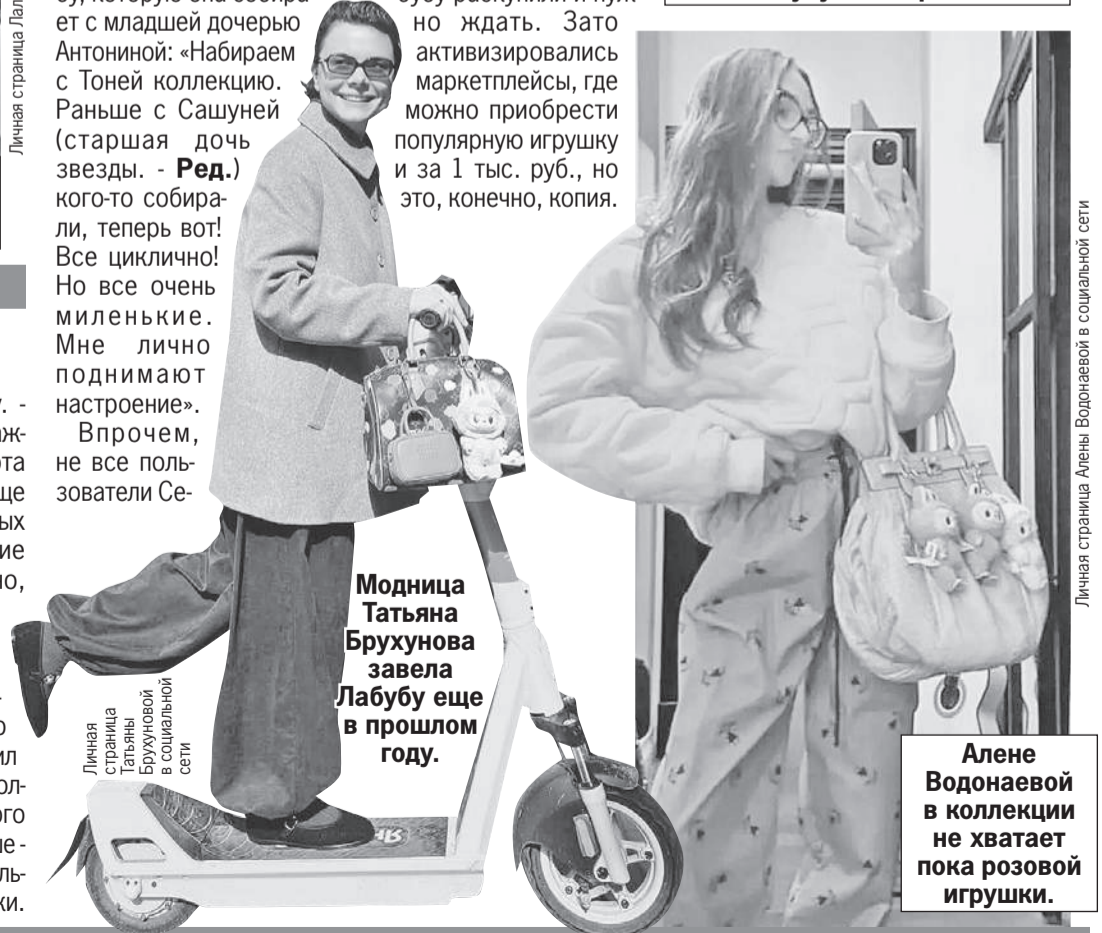 ет с младшей дочерью
Антониной: «Набираем
с Тоней коллекцию.
Раньше с Сашуней
(старшая дочь
звезды. - Ред.)
кого-то собира-
ли, теперь вот!
Все циклично!
Но все очень
миленькие.
Мне лично
поднимают
настроение».
Впрочем,
не все поль-
зователи Се-
но ждать. Зато
активизировались
маркетплейсы, где
можно приобрести
популярную игрушку
и за 1 тыс. руб., но
это, конечно, копия.
Модница
Татьяна
Брухунова
завела
Лабубу еще
в прошлом
году.
Личная
страница
Татьяны
Брухуновой
в социальной
сети
Алене
Водонаевой
в коллекции
не хватает
пока розовой
игрушки.
Личная страница Алены Водонаевой в социальной сети
Личная страница